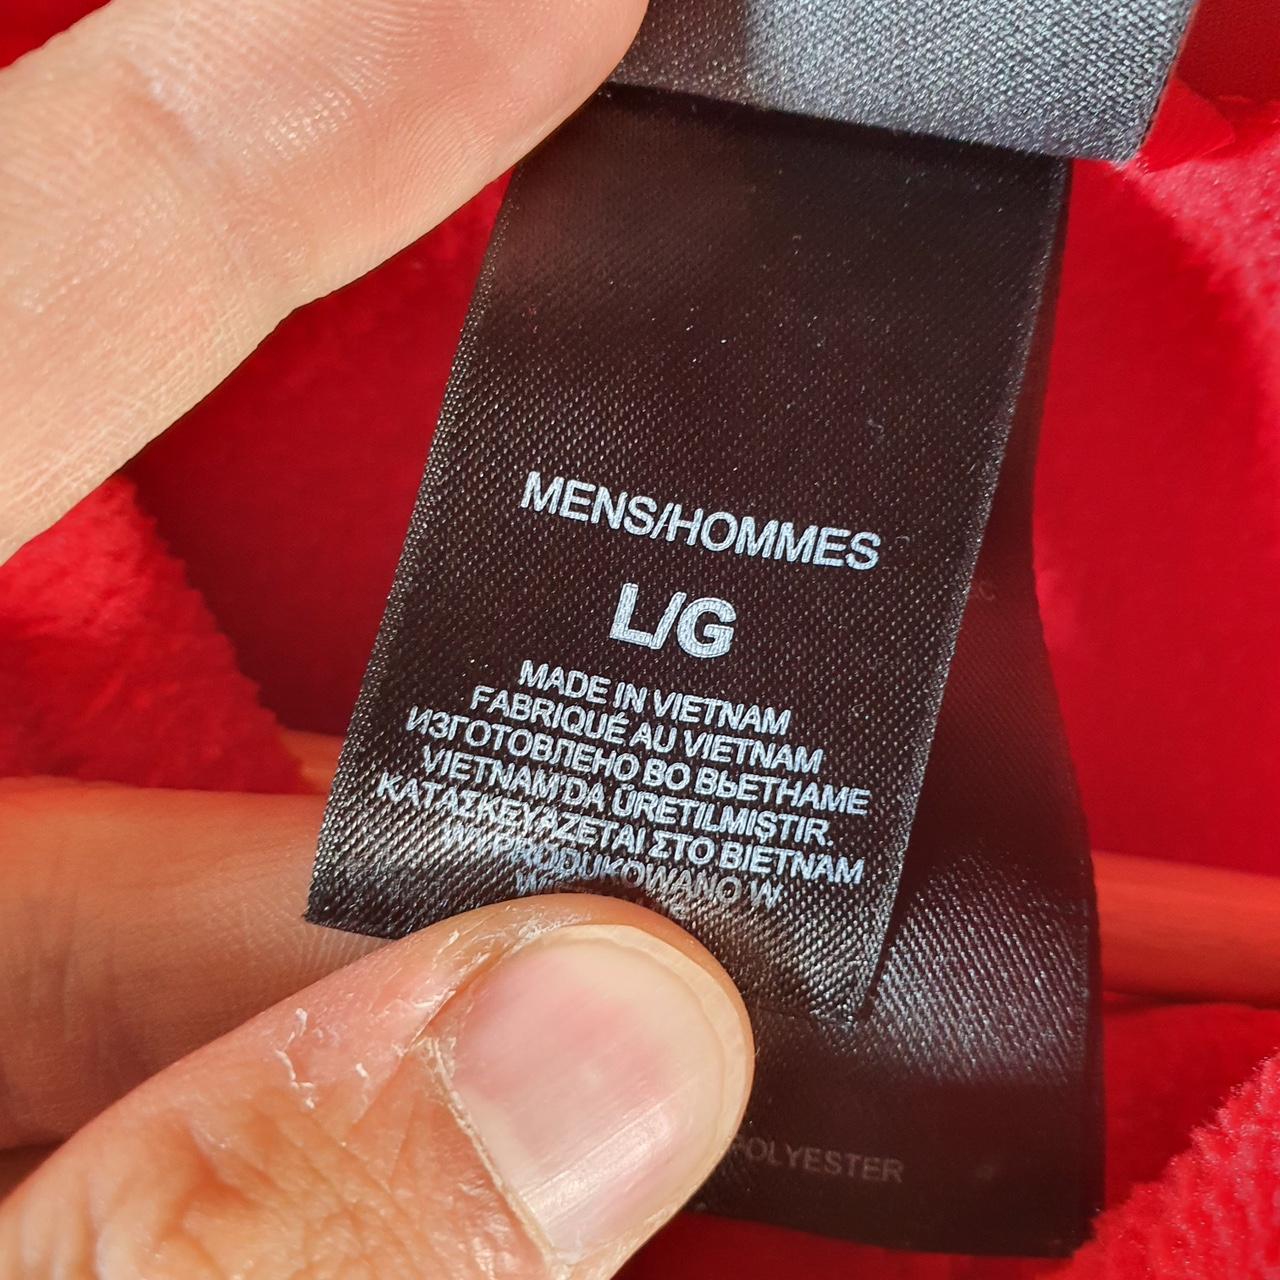 MENS/HOMMES
L/G
MADE IN VIETNAM
FABRIQUÉ AU VIETNAM
ИЗГОТОВЛЕНО ВО ВЬЕТНАМЕ
VIETNAM'DA ÜRETILMIŞTIR.
ΚΑΤΑΣΚΕΥΑΖΕΤΑΙ ΣΤΟ ΒΙΕΤΝΑΜ
WYPRODUKOWANO W
POLYESTER